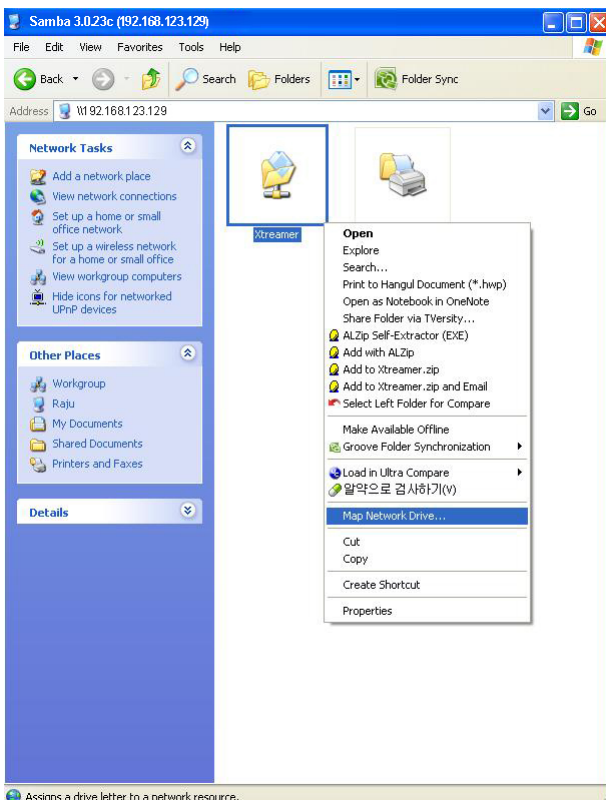 Samba 3.0.23c (192.168.123.129)
File Edit View Favorites Tools Help
Back Search Folders Folder Sync
Address \\192.168.123.129 Go
Network Tasks
Add a network place
View network connections
Set up a home or small
office network
Set up a wireless network
for a home or small office
View workgroup computers
Hide icons for networked
UPnP devices
Other Places
Workgroup
Raju
My Documents
Shared Documents
Printers and Faxes
Details
Xtreamer
Open
Explore
Search...
Print to Hangul Document (*.hwp)
Open as Notebook in OneNote
Share Folder via TVersity...
ALZip Self-Extractor (EXE)
Add with ALZip
Add to Xtreamer.zip
Add to Xtreamer.zip and Email
Select Left Folder for Compare
Make Available Offline
Groove Folder Synchronization
Load in Ultra Compare
알약으로 검사하기(V)
Map Network Drive...
Cut
Copy
Create Shortcut
Properties
Assigns a drive letter to a network resource.